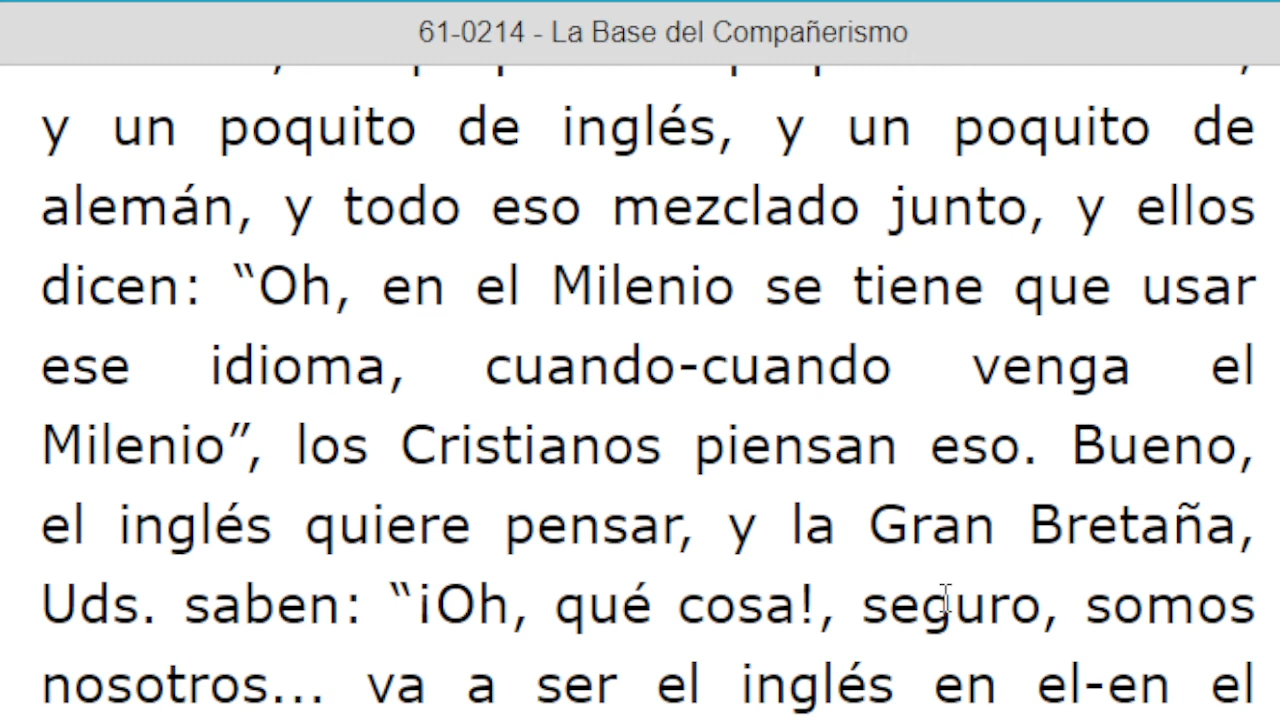 61-0214 - La Base del Compañerismo
y un poquito de inglés, y un poquito de
alemán, y todo eso mezclado junto, y ellos
dicen: “Oh, en el Milenio se tiene que usar
ese idioma, cuando-cuando venga el
Milenio”, los Cristianos piensan eso. Bueno,
el inglés quiere pensar, y la Gran Bretaña,
Uds. saben: “¡Oh, qué cosa!, seguro, somos
nosotros... va a ser el inglés en el-en el